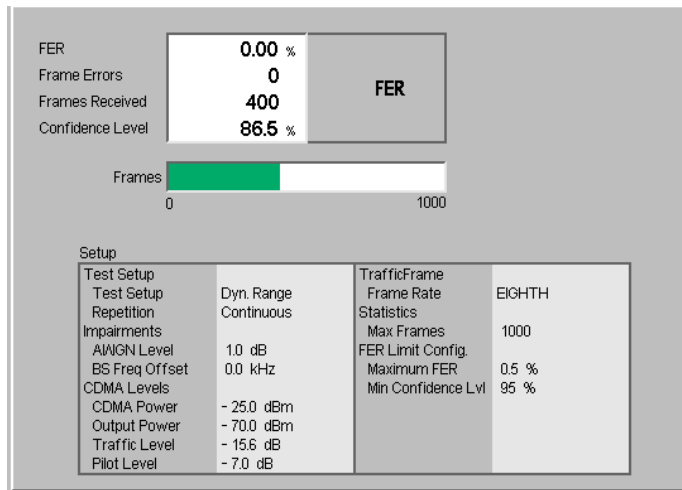 FER 0.00 %
Frame Errors 0
Frames Received 400
Confidence Level 86.5 %
FER
Frames
0 1000
Setup
Test Setup
Test Setup Dyn. Range
Repetition Continuous
Impairments
AWGN Level 1.0 dB
BS Freq Offset 0.0 kHz
CDMA Levels
CDMA Power - 25.0 dBm
Output Power - 70.0 dBm
Traffic Level - 15.6 dB
Pilot Level - 7.0 dB
TrafficFrame
Frame Rate EIGHTH
Statistics
Max Frames 1000
FER Limit Config.
Maximum FER 0.5 %
Min Confidence Lvl 95 %